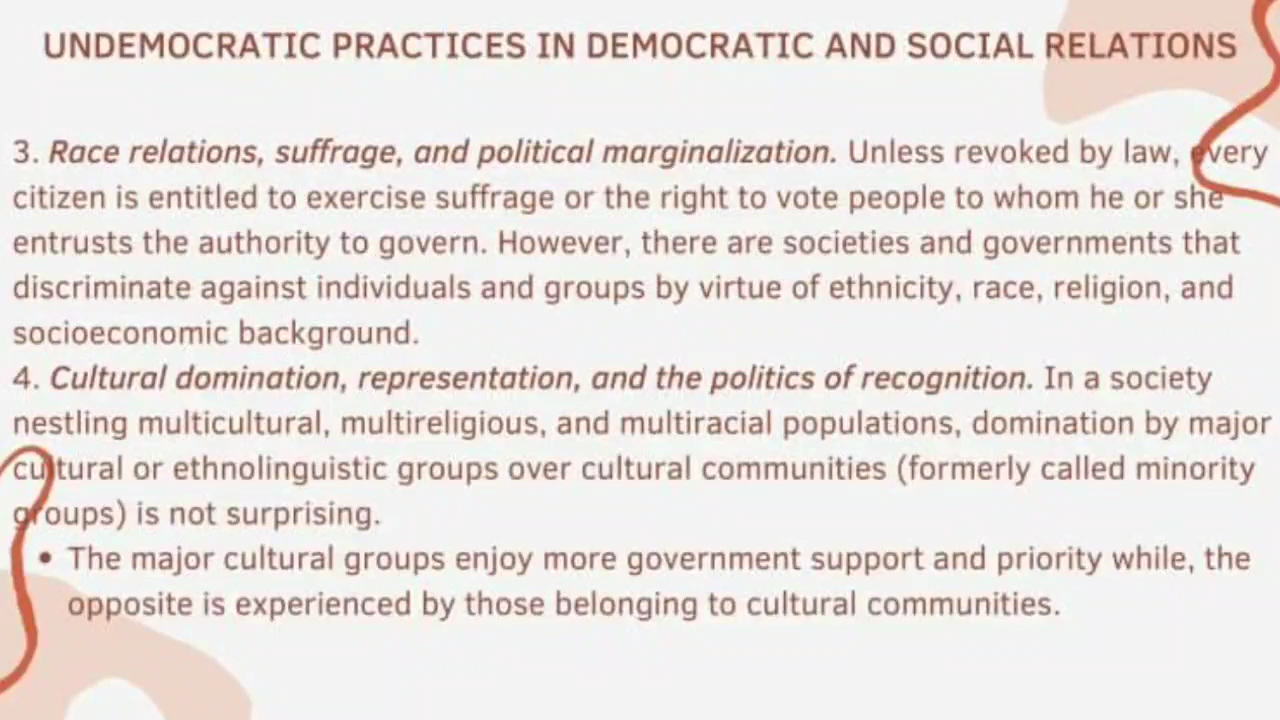 UNDEMOCRATIC PRACTICES IN DEMOCRATIC AND SOCIAL RELATIONS
3. Race relations, suffrage, and political marginalization. Unless revoked by law, every
citizen is entitled to exercise suffrage or the right to vote people to whom he or she
entrusts the authority to govern. However, there are societies and governments that
discriminate against individuals and groups by virtue of ethnicity, race, religion, and
socioeconomic background.
4. Cultural domination, representation, and the politics of recognition. In a society
nestling multicultural, multireligious, and multiracial populations, domination by major
cultural or ethnolinguistic groups over cultural communities (formerly called minority
groups) is not surprising.
• The major cultural groups enjoy more government support and priority while, the
opposite is experienced by those belonging to cultural communities.